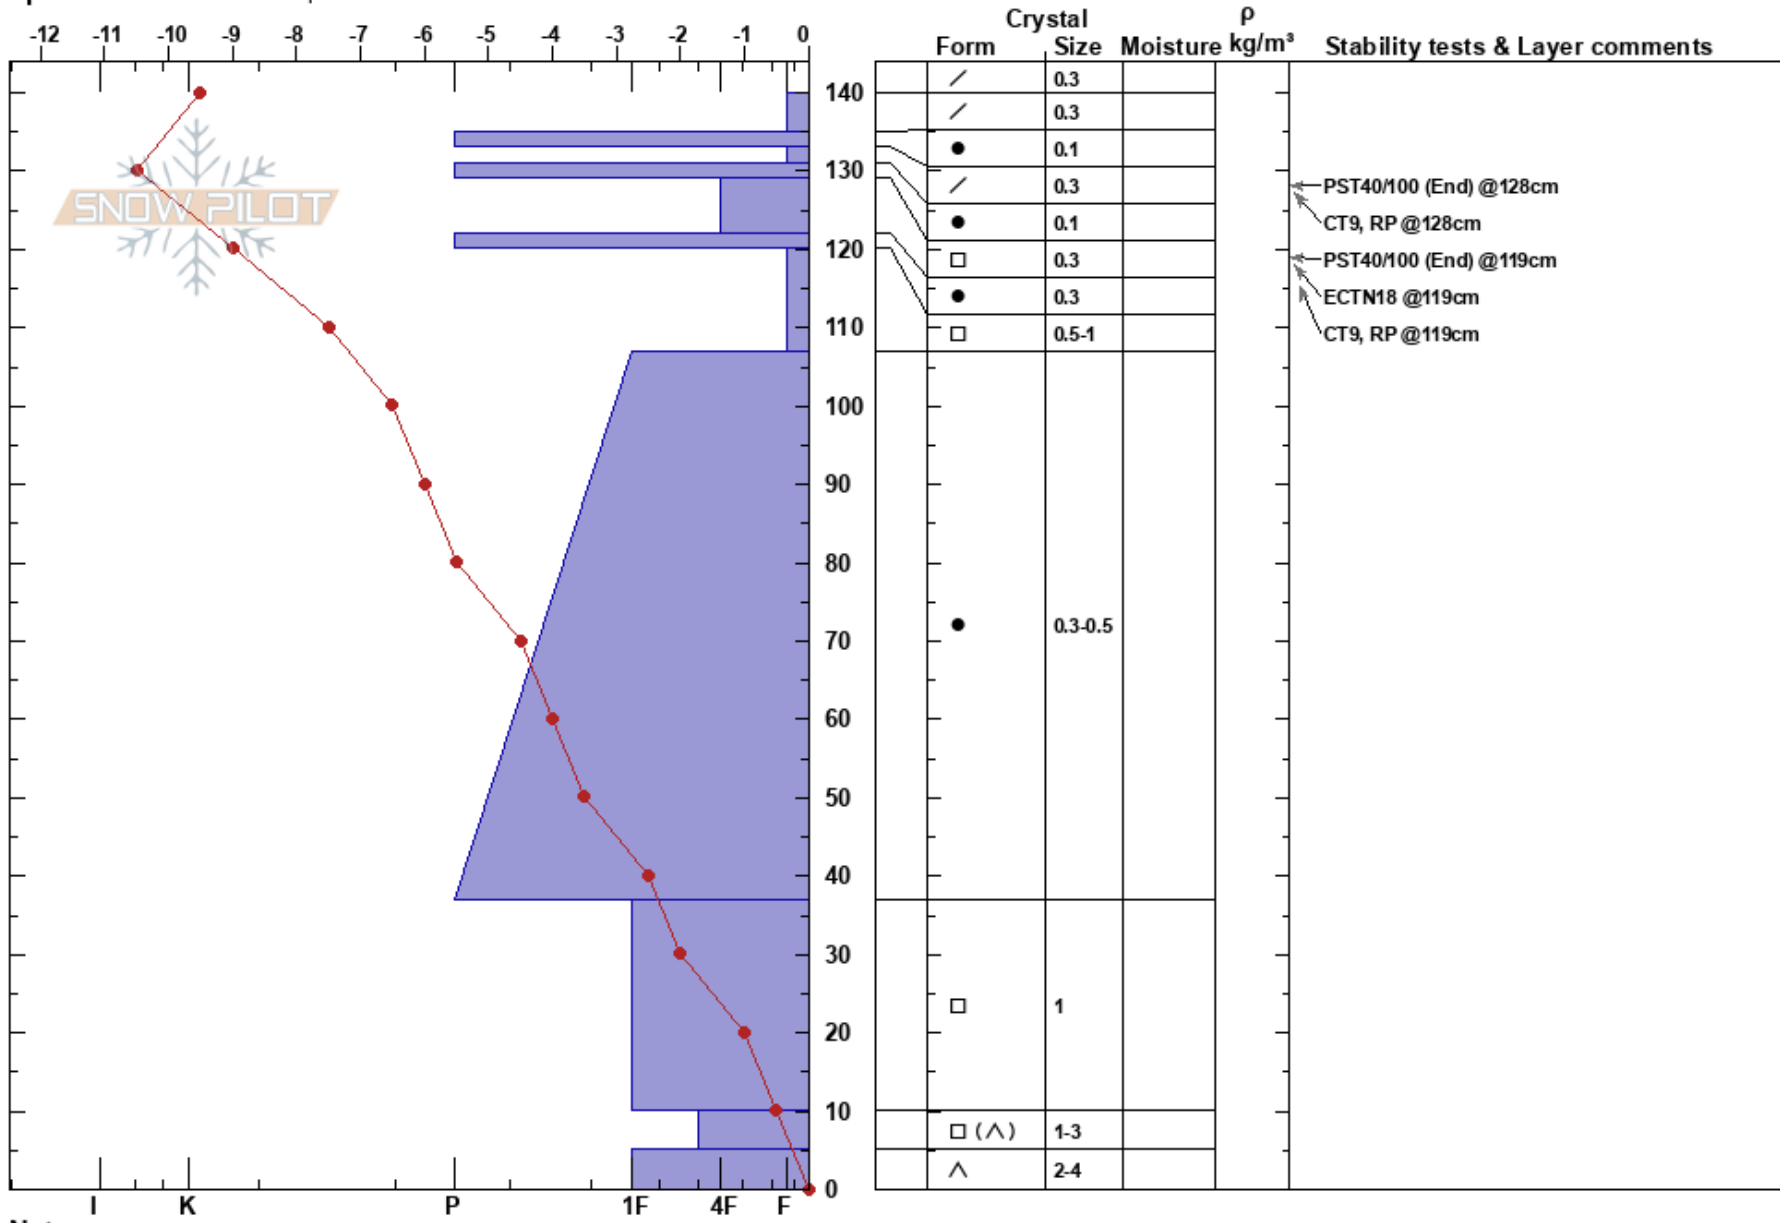 Crystal
ρ
-12 -11 -10 -9 -8 -7 -6 -5 -4 -3 -2 -1 0
Form Size Moisture kg/m³ Stability tests & Layer comments
0.3
140
0.3
0.1
130
SNOW PILOT
0.3 PST40/100 (End) @128cm
0.1 CT9, RP @128cm
120
0.3 PST40/100 (End) @119cm
0.3 ECTN18 @119cm
110
0.5-1 CT9, RP @119cm
100
90
80
70
0.3-0.5
60
50
40
30
1
20
10
1-3
2-4
0
I K P 1F 4F F